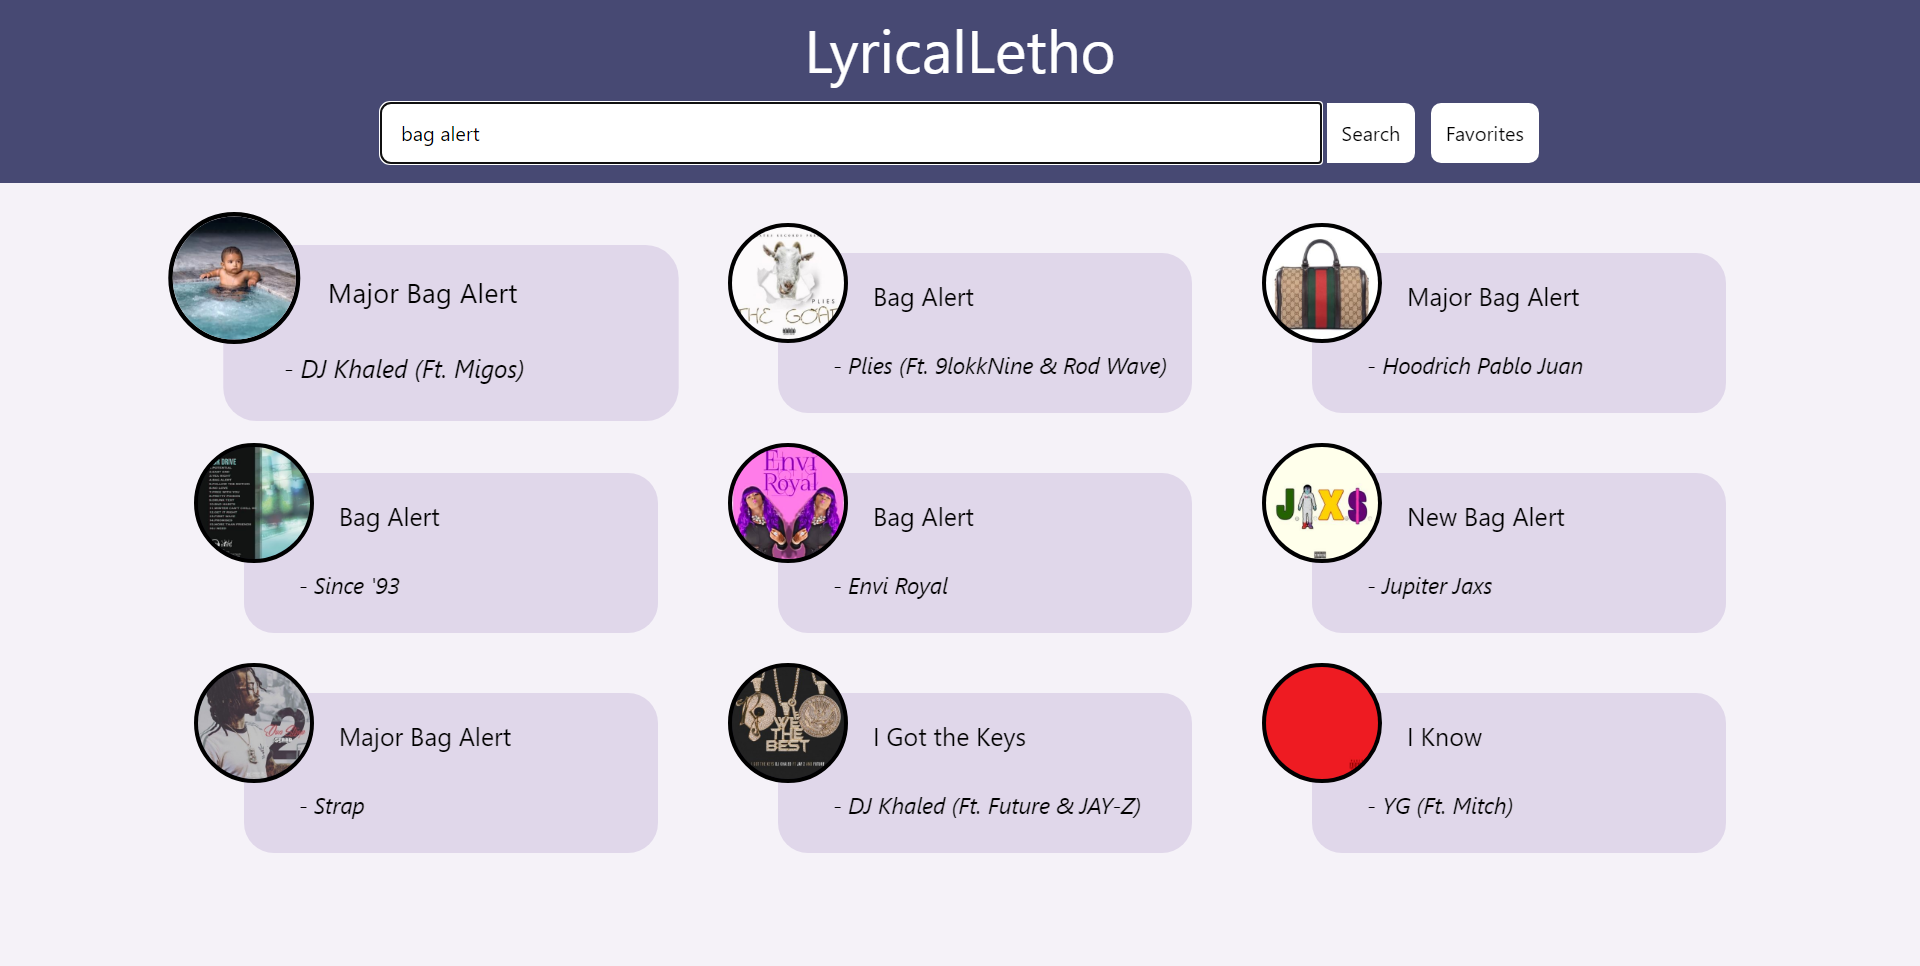 LyricalLetho
bag alert
Search
Favorites
Major Bag Alert
- DJ Khaled (Ft. Migos)
PLIES
THE GOAT
Bag Alert
- Plies (Ft. 9lokkNine & Rod Wave)
Major Bag Alert
- Hoodrich Pablo Juan
DRIVE
Bag Alert
- Since '93
Envi
Royal
Bag Alert
- Envi Royal
J.A.X.$
New Bag Alert
- Jupiter Jaxs
2
Major Bag Alert
- Strap
WE
THE
BEST
I Got the Keys
- DJ Khaled (Ft. Future & JAY-Z)
I Know
- YG (Ft. Mitch)